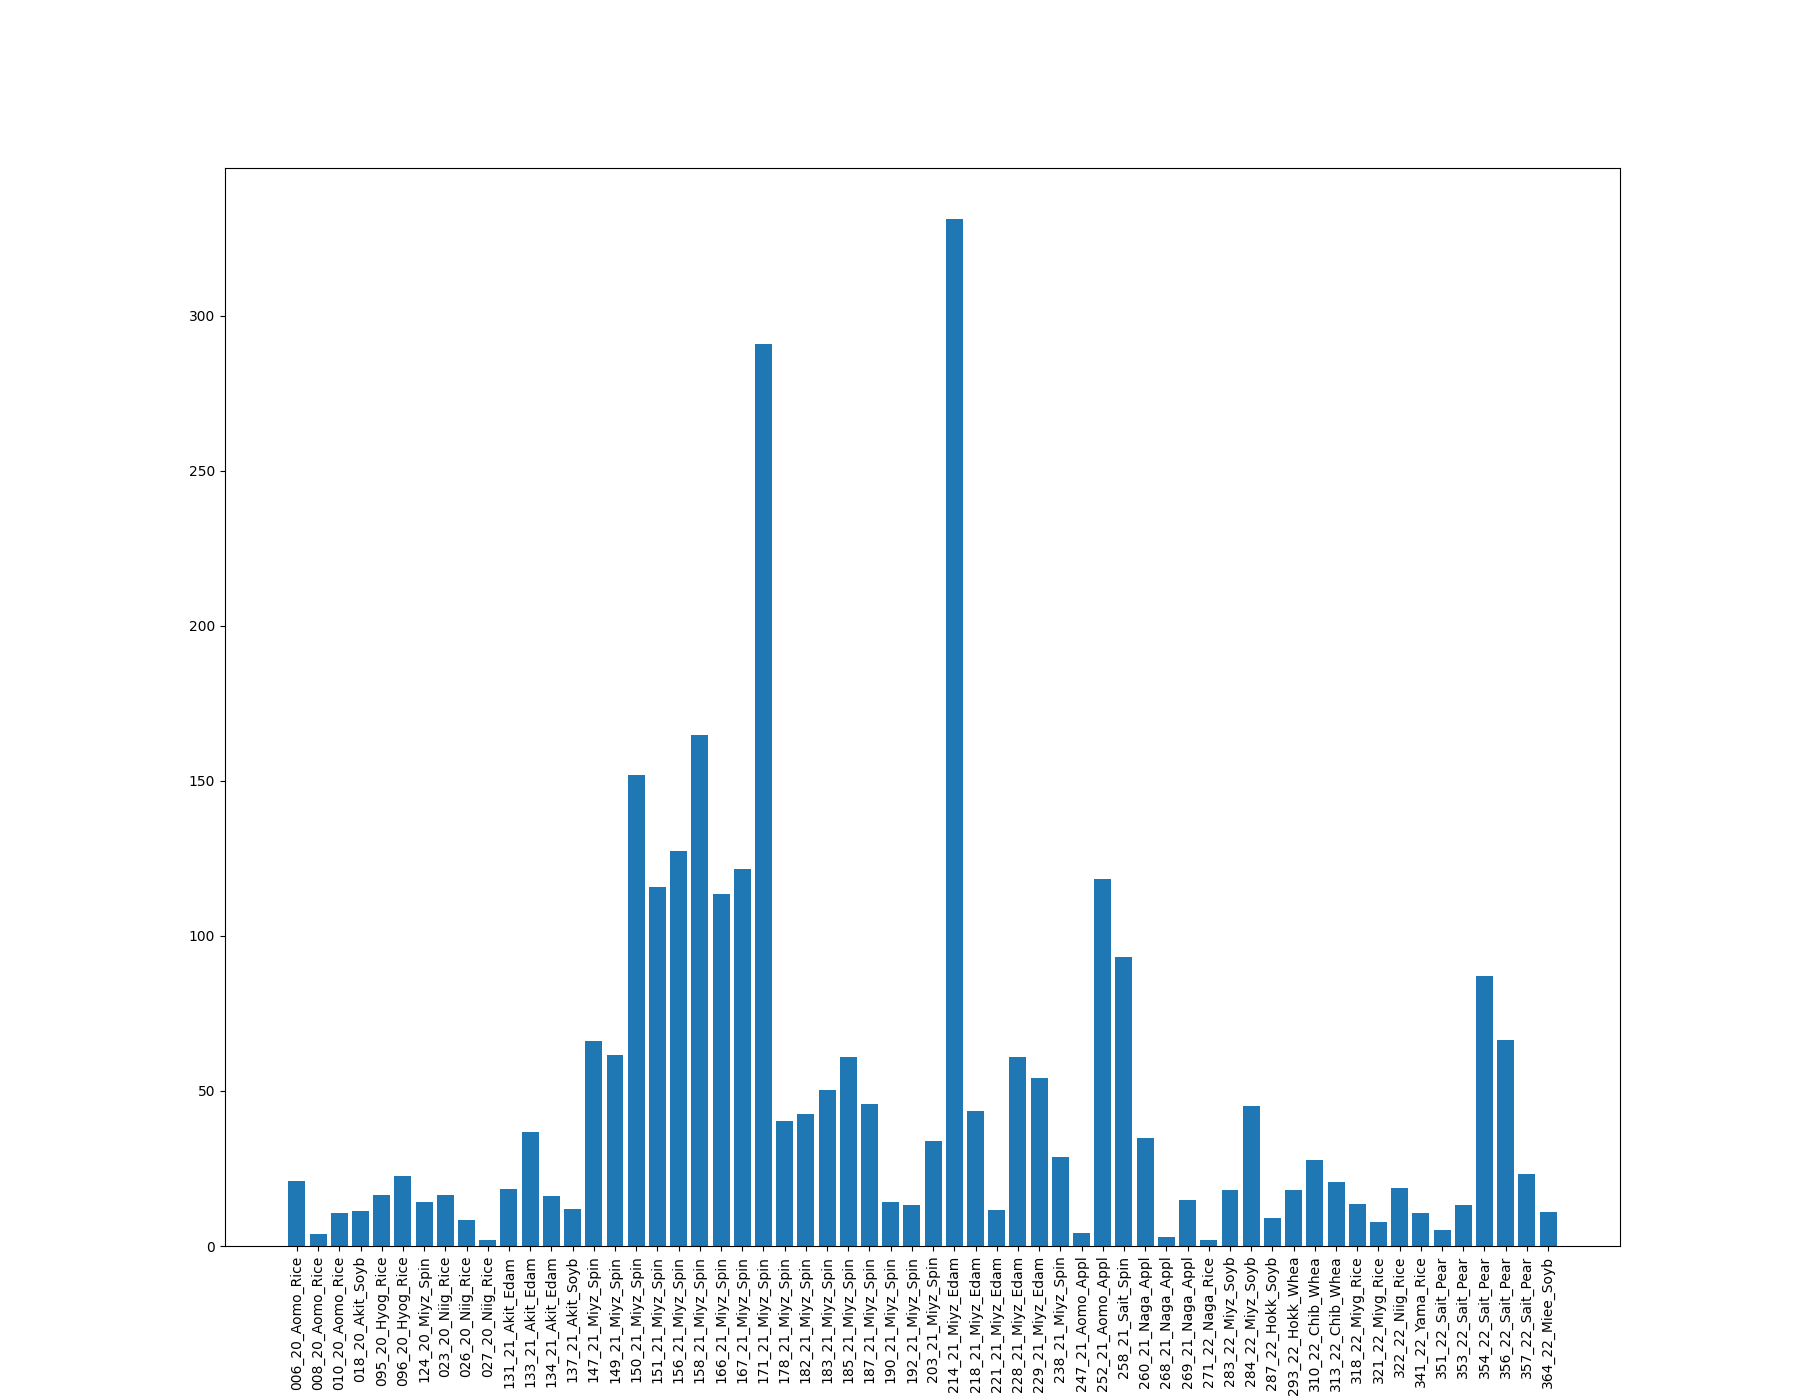 300
250
200
150
100
50
0
006_20_Aomo_Rice
008_20_Aomo_Rice
010_20_Aomo_Rice
018_20_Akit_Soyb
095_20_Hyog_Rice
096_20_Hyog_Rice
124_20_Miyz_Spin
023_20_Niig_Rice
026_20_Niig_Rice
027_20_Niig_Rice
131_21_Akit_Edam
133_21_Akit_Edam
134_21_Akit_Edam
137_21_Akit_Soyb
147_21_Miyz_Spin
149_21_Miyz_Spin
150_21_Miyz_Spin
151_21_Miyz_Spin
156_21_Miyz_Spin
158_21_Miyz_Spin
166_21_Miyz_Spin
167_21_Miyz_Spin
171_21_Miyz_Spin
178_21_Miyz_Spin
182_21_Miyz_Spin
183_21_Miyz_Spin
185_21_Miyz_Spin
187_21_Miyz_Spin
190_21_Miyz_Spin
192_21_Miyz_Spin
203_21_Miyz_Spin
214_21_Miyz_Edam
218_21_Miyz_Edam
221_21_Miyz_Edam
228_21_Miyz_Edam
229_21_Miyz_Edam
238_21_Miyz_Spin
247_21_Aomo_Appl
252_21_Aomo_Appl
258_21_Sait_Spin
260_21_Naga_Appl
268_21_Naga_Appl
269_21_Naga_Appl
271_22_Naga_Rice
283_22_Miyz_Soyb
284_22_Miyz_Soyb
287_22_Hokk_Soyb
293_22_Hokk_Whea
310_22_Chib_Whea
313_22_Chib_Whea
318_22_Miyg_Rice
321_22_Miyg_Rice
322_22_Niig_Rice
341_22_Yama_Rice
351_22_Sait_Pear
353_22_Sait_Pear
354_22_Sait_Pear
356_22_Sait_Pear
357_22_Sait_Pear
364_22_Miee_Soyb